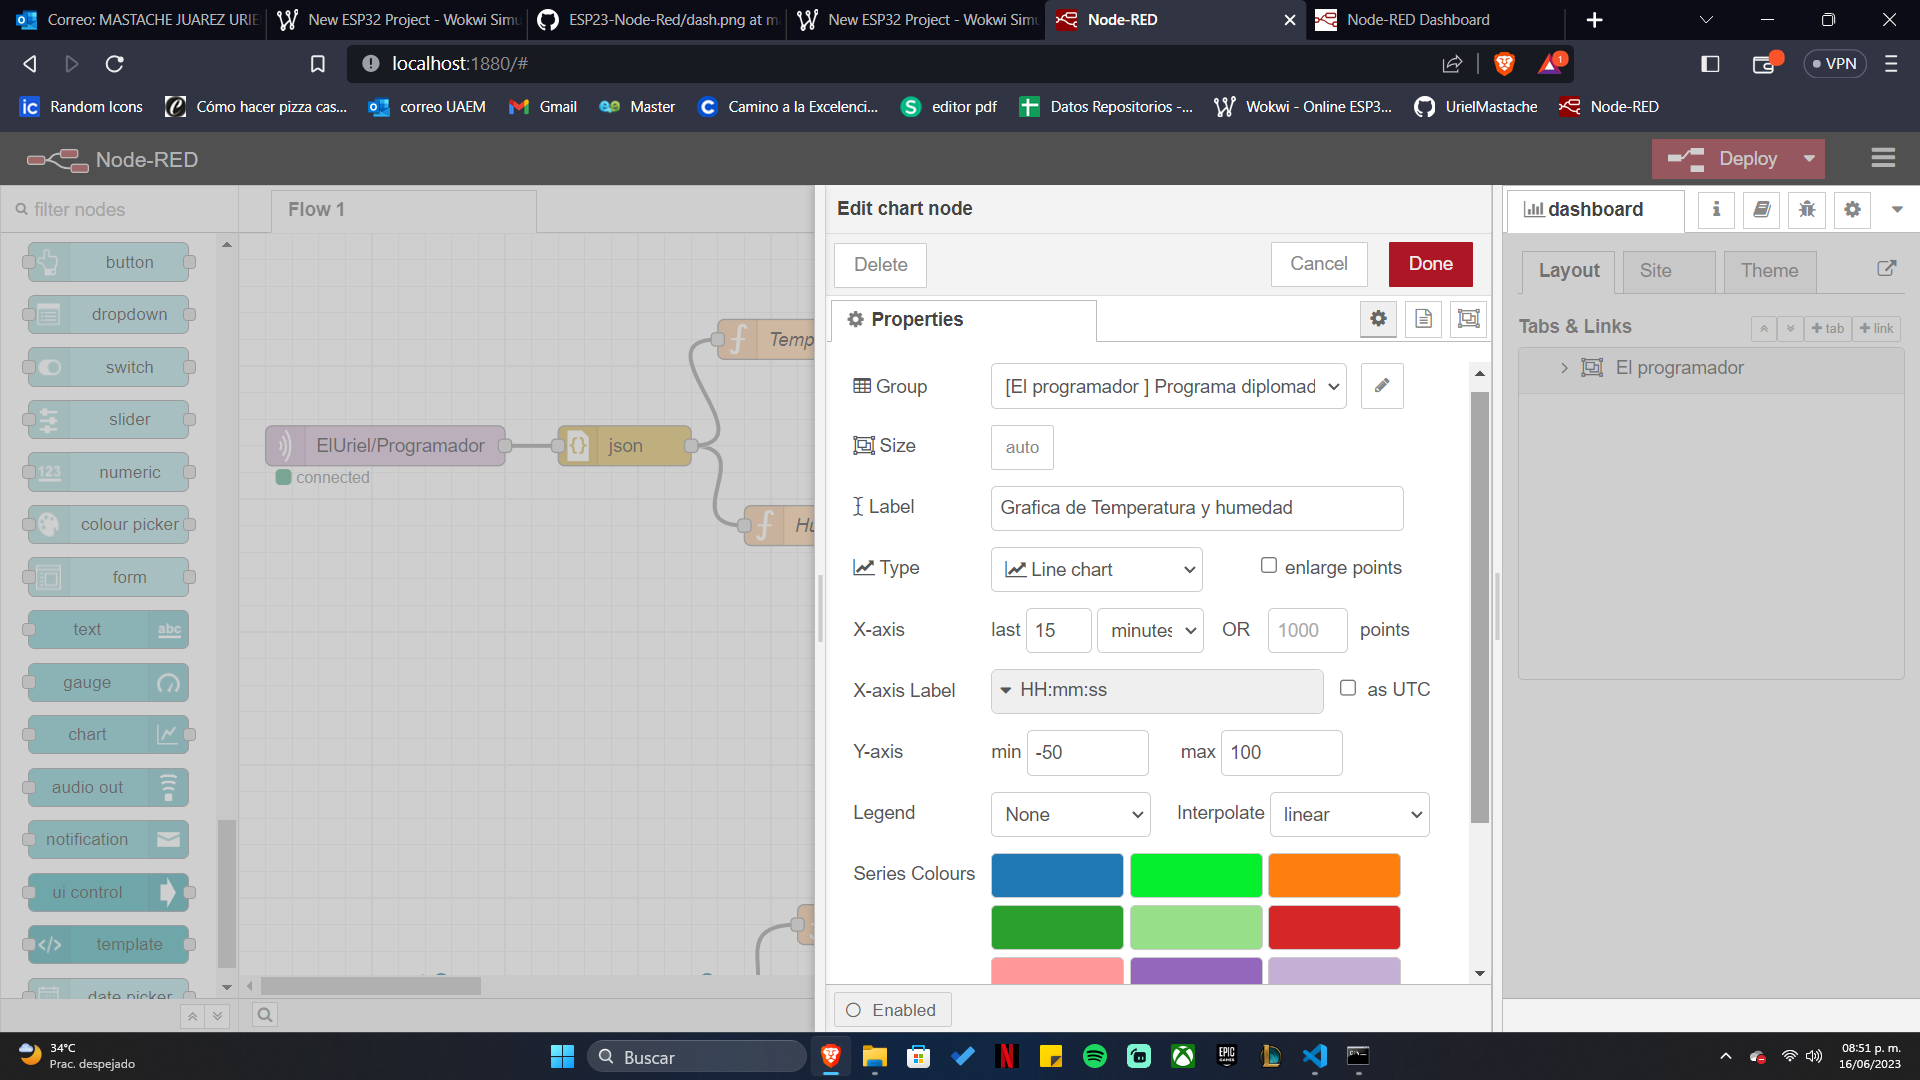 Correo: MASTACHE JUAREZ URIE
New ESP32 Project - Wokwi Simu
ESP23-Node-Red/dash.png at m
New ESP32 Project - Wokwi Simu
Node-RED
Node-RED Dashboard
localhost:1880/#
1
VPN
Random Icons
Cómo hacer pizza cas...
correo UAEM
Gmail
Master
Camino a la Excelenci...
editor pdf
Datos Repositorios -...
Wokwi - Online ESP3...
UrielMastache
Node-RED
Node-RED
Deploy
filter nodes
Flow 1
button
dropdown
switch
slider
numeric
colour picker
form
text
abc
gauge
chart
audio out
notification
ui control
template
date picker
123
ElUriel/Programador
connected
json
Temp
Hu
Edit chart node
Delete
Cancel
Done
Properties
Group
[El programador ] Programa diplomad
Size
auto
Label
Grafica de Temperatura y humedad
Type
Line chart
enlarge points
X-axis
last 15 minutes OR 1000 points
X-axis Label
HH:mm:ss
as UTC
Y-axis
min -50
max 100
Legend
None
Interpolate
linear
Series Colours
Enabled
dashboard
Layout
Site
Theme
Tabs & Links
tab
link
El programador
34°C
Prac. despejado
Buscar
EPIC GAMES
08:51 p. m.
16/06/2023